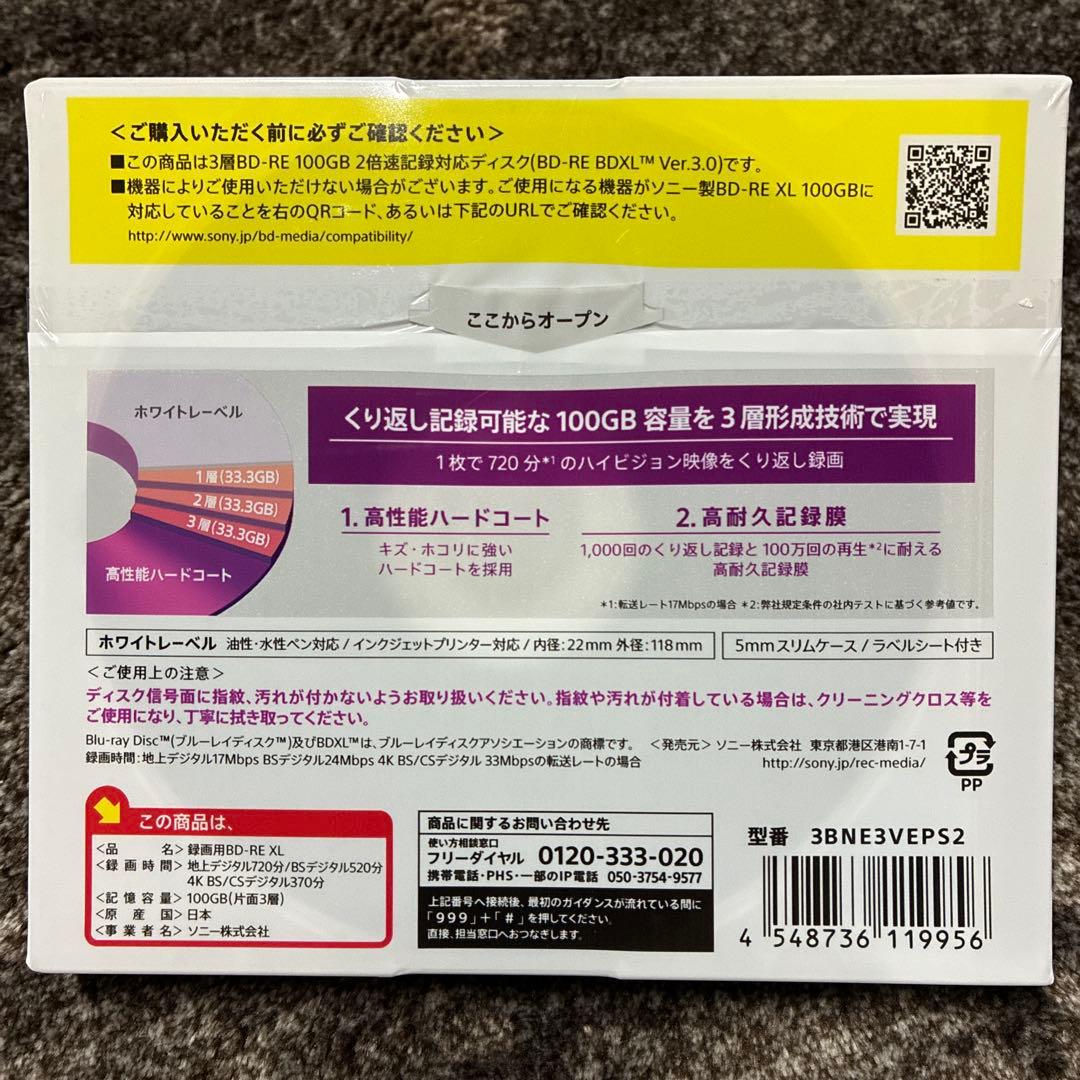 ＜ご購入いただく前に必ずご確認ください＞
■この商品は3層BD-RE 100GB 2倍速記録対応ディスク(BD-RE BDXL™ Ver.3.0)です。
■機器によりご使用いただけない場合がございます。ご使用になる機器がソニー製BD-RE XL 100GBに
対応していることを右のQRコード、あるいは下記のURLでご確認ください。
http://www.sony.jp/bd-media/compatibility/
ここからオープン
ホワイトレーベル
1層(33.3GB)
2層(33.3GB)
3層(33.3GB)
高性能ハードコート
くり返し記録可能な100GB容量を3層形成技術で実現
1枚で720分*1のハイビジョン映像をくり返し録画
1. 高性能ハードコート
キズ・ホコリに強い
ハードコートを採用
2. 高耐久記録膜
1,000回のくり返し記録と100万回の再生*2に耐える
高耐久記録膜
*1:転送レート17Mbpsの場合 *2:弊社規定条件の社内テストに基づく参考値です。
ホワイトレーベル 油性・水性ペン対応 / インクジェットプリンター対応 / 内径:22mm 外径:118mm
5mmスリムケース / ラベルシート付き
＜ご使用上の注意＞
ディスク信号面に指紋、汚れが付かないようお取り扱いください。指紋や汚れが付着している場合は、クリーニングクロス等を
ご使用になり、丁寧に拭き取ってください。
Blu-ray Disc™(ブルーレイディスク™)及びBDXL™は、ブルーレイディスクアソシエーションの商標です。
録画時間:地上デジタル17Mbps BSデジタル24Mbps 4K BS/CSデジタル 33Mbpsの転送レートの場合
＜発売元＞ ソニー株式会社 東京都港区港南1-7-1
http://sony.jp/rec-media/
プラ
PP
この商品は、
＜品名＞ 録画用BD-RE XL
＜録画時間＞ 地上デジタル720分/BSデジタル520分
4K BS/CSデジタル370分
＜記憶容量＞ 100GB(片面3層)
＜原産国＞ 日本
＜事業者名＞ ソニー株式会社
商品に関するお問い合わせ先
使い方相談窓口
フリーダイヤル 0120-333-020
携帯電話・PHS・一部のIP電話 050-3754-9577
上記番号へ接続後、最初のガイダンスが流れている間に
「999」+「#」を押してください。
直接、担当窓口へおつなぎします。
型番 3BNE3VEPS2
4 548736 119956